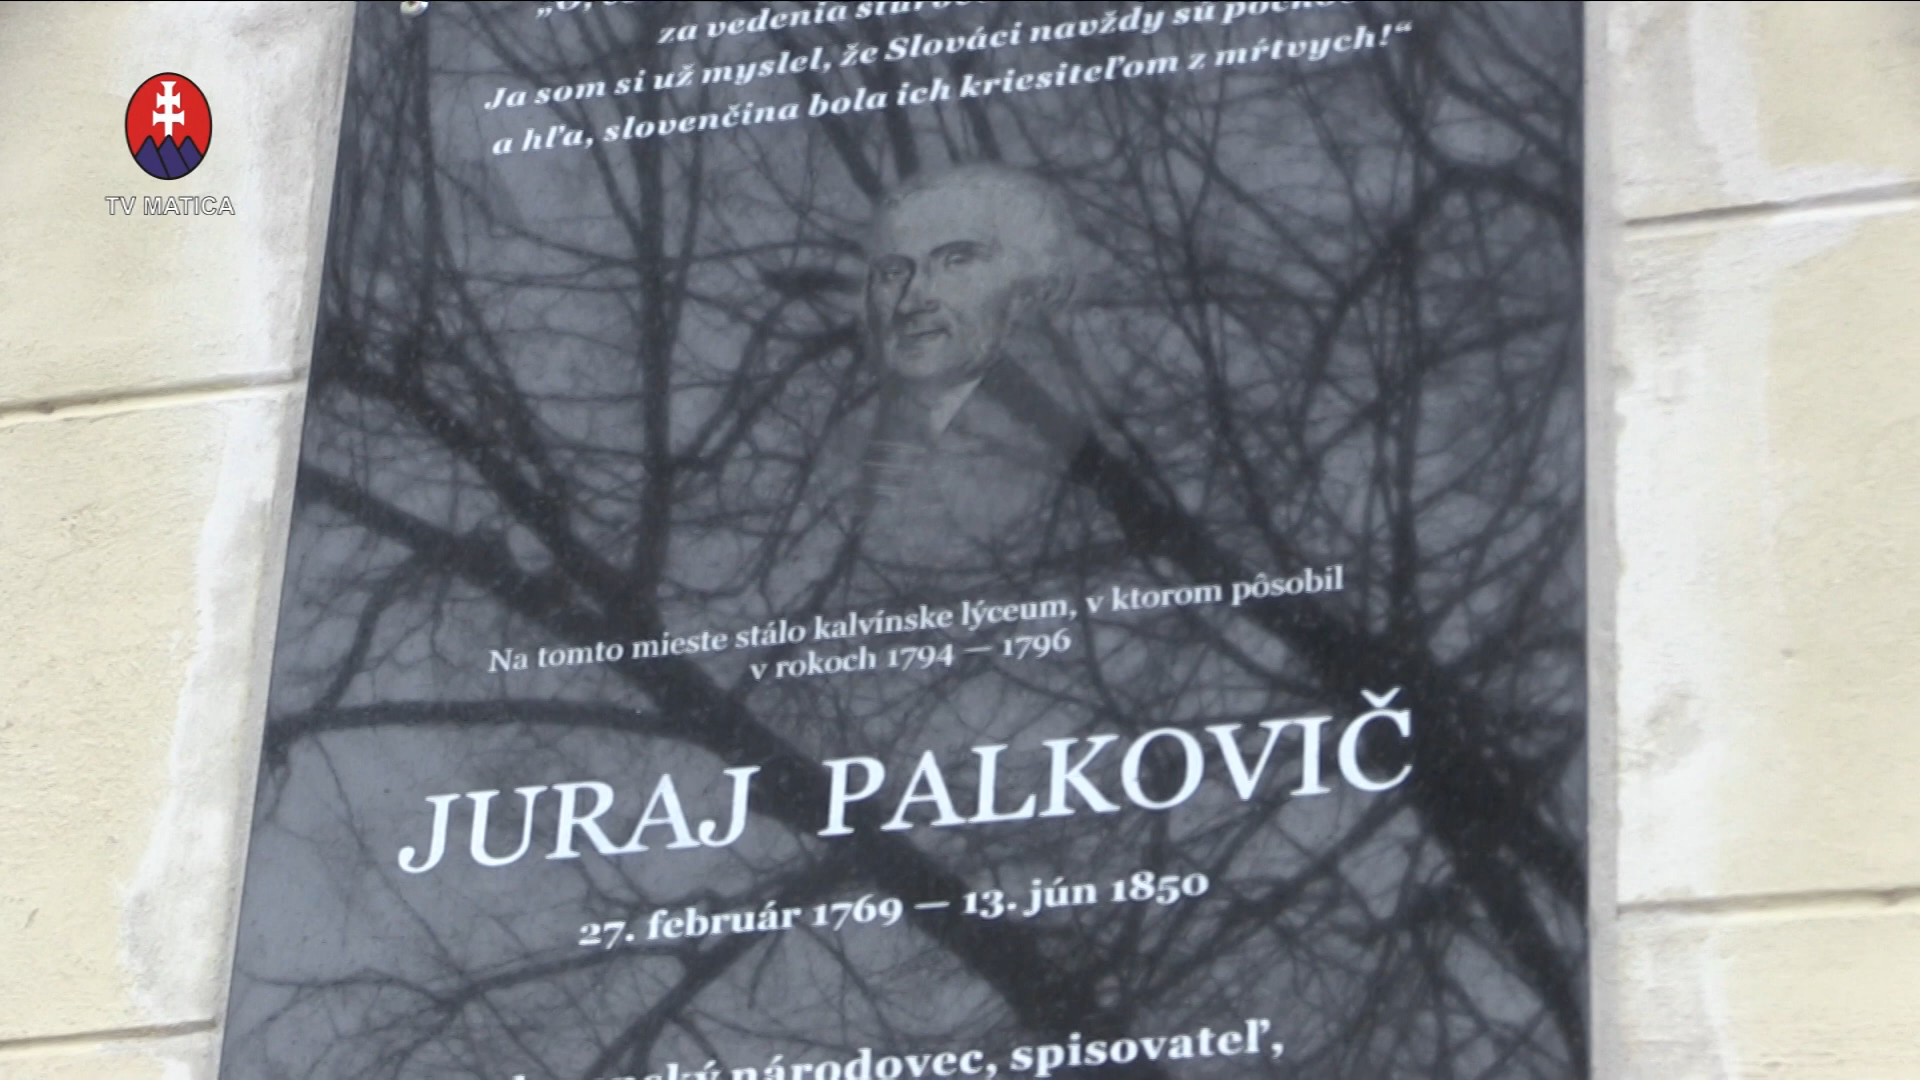 za vedenia
Ja som si už myslel, že Slováci navždy sú
a hľa, slovenčina bola ich kriesiteľom z mŕtvych!“
TV MATICA
Na tomto mieste stálo kalvínske lýceum, v ktorom pôsobil
v rokoch 1794 — 1796
JURAJ PALKOVIČ
27. február 1769 — 13. jún 1850
národovec, spisovateľ,